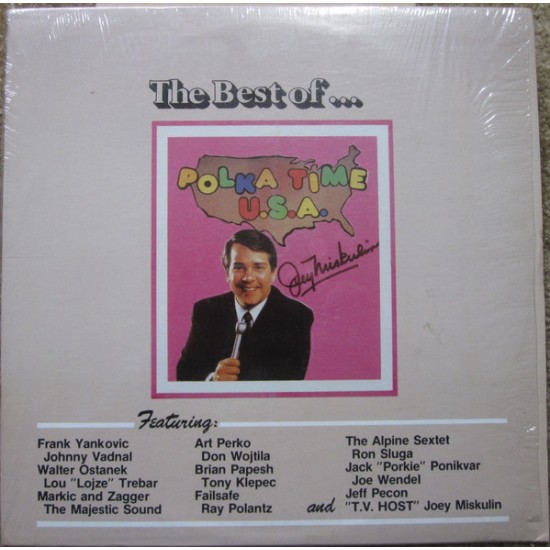 The Best of...
POLKA TIME
U.S.A.
Joey Miskulin
Featuring:
Frank Yankovic
Johnny Vadnal
Walter Ostanek
Lou "Lojze" Trebar
Markic and Zagger
The Majestic Sound
Art Perko
Don Wojtila
Brian Papesh
Tony Klepec
Failsafe
Ray Polantz
The Alpine Sextet
Ron Sluga
Jack "Porkie" Ponikvar
Joe Wendel
Jeff Pecon
and "T.V. HOST" Joey Miskulin